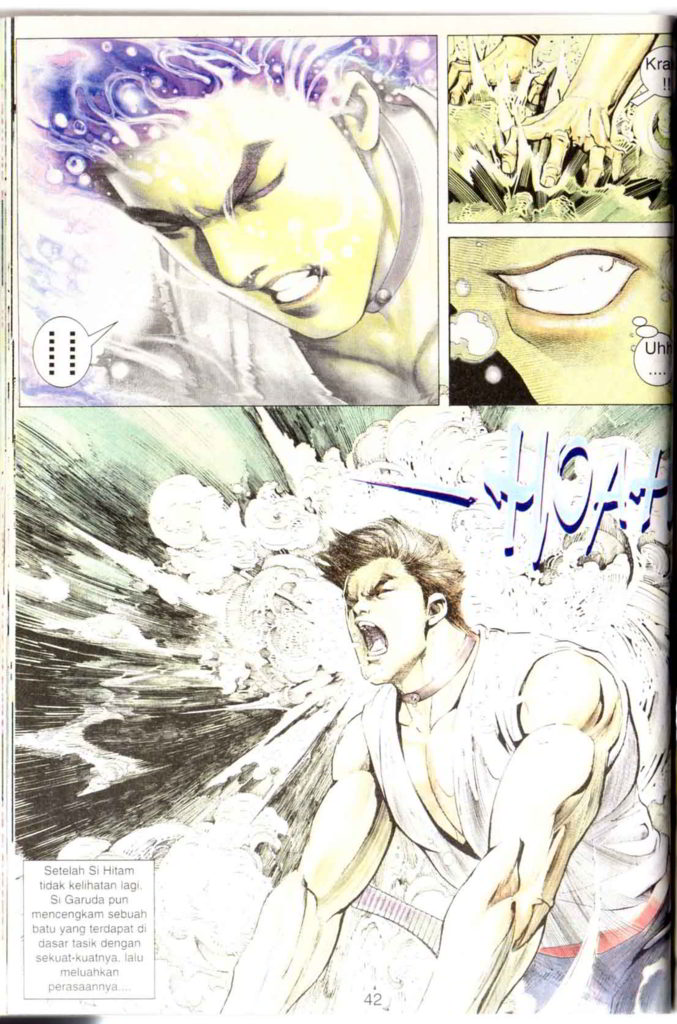 ......
Kra
!!
Uhh
.....
HOAH
Setelah Si Hitam
tidak kelihatan lagi,
Si Garuda pun
mencengkam sebuah
batu yang terdapat di
dasar tasik dengan
sekuat-kuatnya, lalu
meluahkan
perasaannya....
42